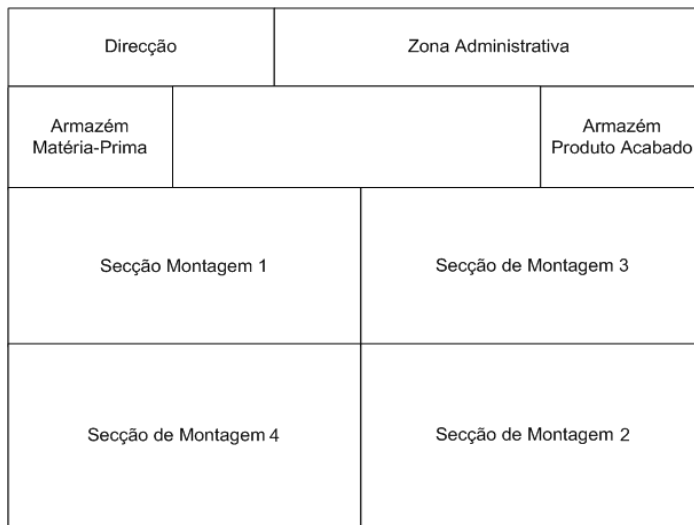 Direcção
Zona Administrativa
Armazém
Matéria-Prima
Armazém
Produto Acabado
Secção Montagem 1
Secção de Montagem 3
Secção de Montagem 4
Secção de Montagem 2